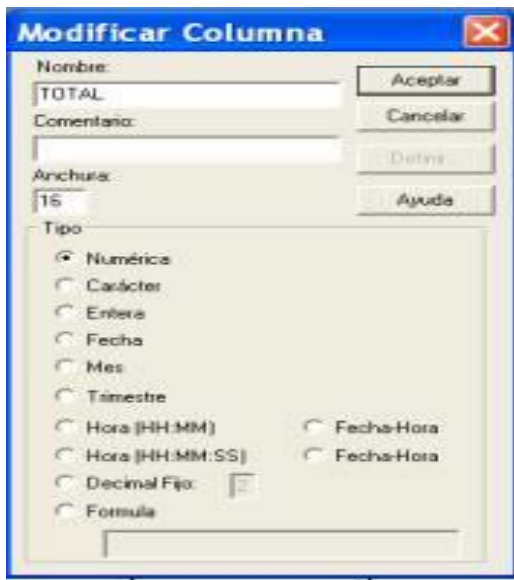 Modificar Columna
Nombre:
TOTAL
Comentario:
Anchura:
16
Aceptar
Cancelar
Definir...
Ayuda
Tipo
Numérica
Carácter
Entera
Fecha
Mes
Trimestre
Hora (HH:MM) Fecha-Hora
Hora (HH:MM:SS) Fecha-Hora
Decimal Fijo: 2
Formula